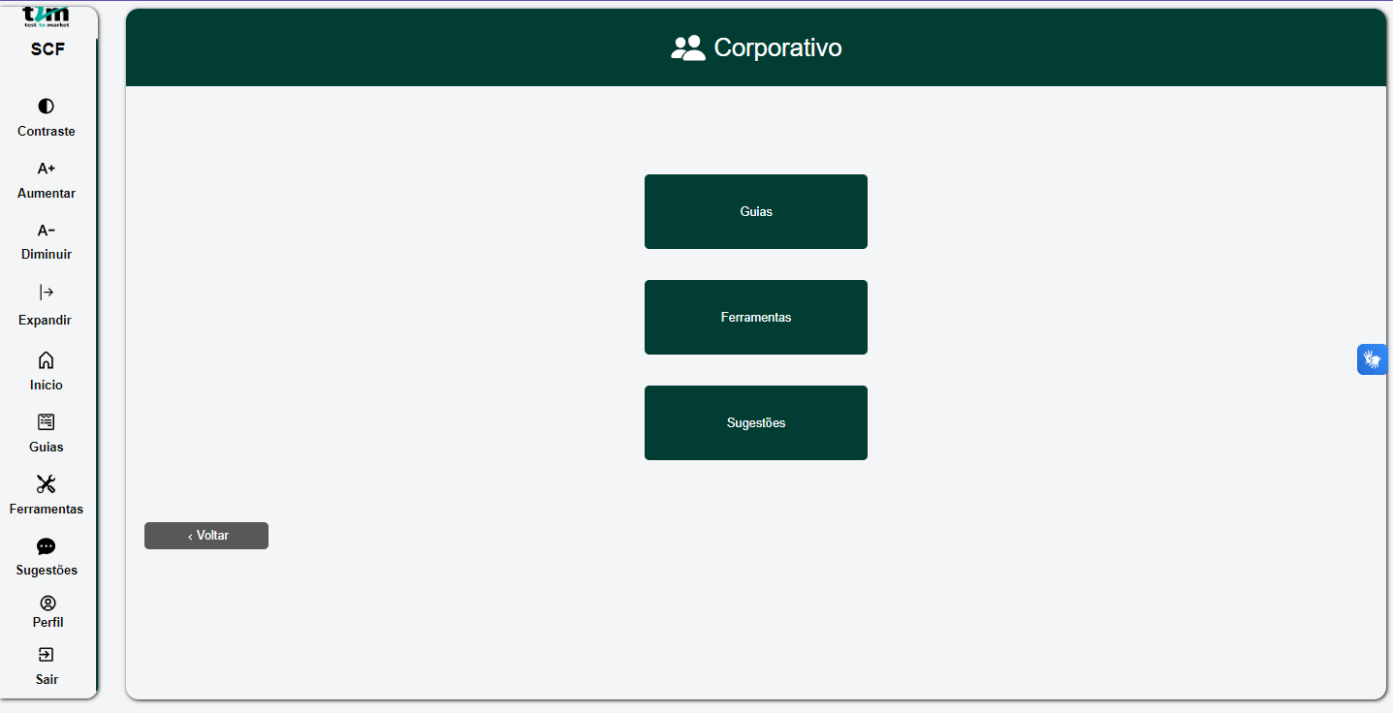 t2m
test to market
SCF
Contraste
A+
Aumentar
A-
Diminuir
Expandir
Início
Guias
Ferramentas
Sugestões
Perfil
Sair
Corporativo
Guias
Ferramentas
Sugestões
‹ Voltar